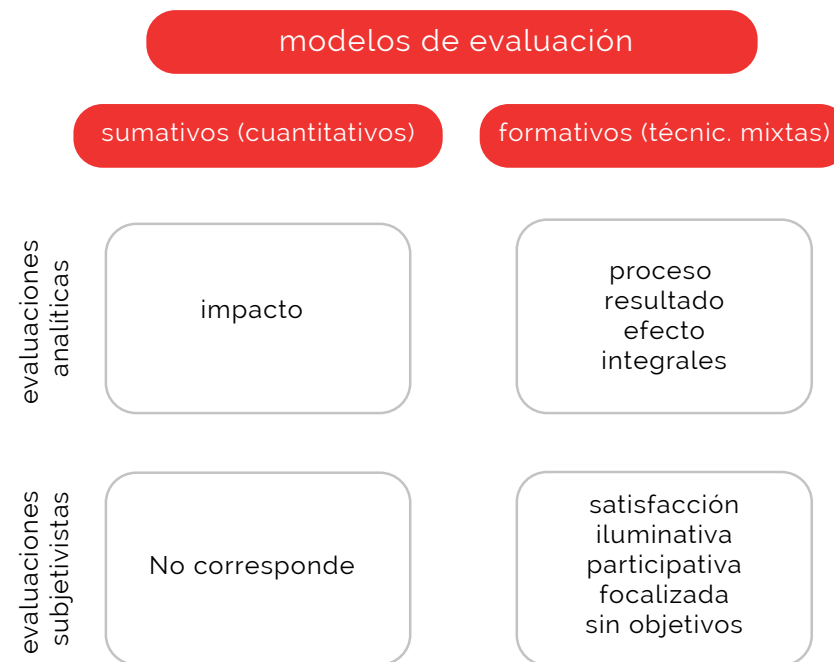 modelos de evaluación
sumativos (cuantitativos)
formativos (técnic. mixtas)
evaluaciones
analíticas
impacto
proceso
resultado
efecto
integrales
evaluaciones
subjetivistas
No corresponde
satisfacción
iluminativa
participativa
focalizada
sin objetivos